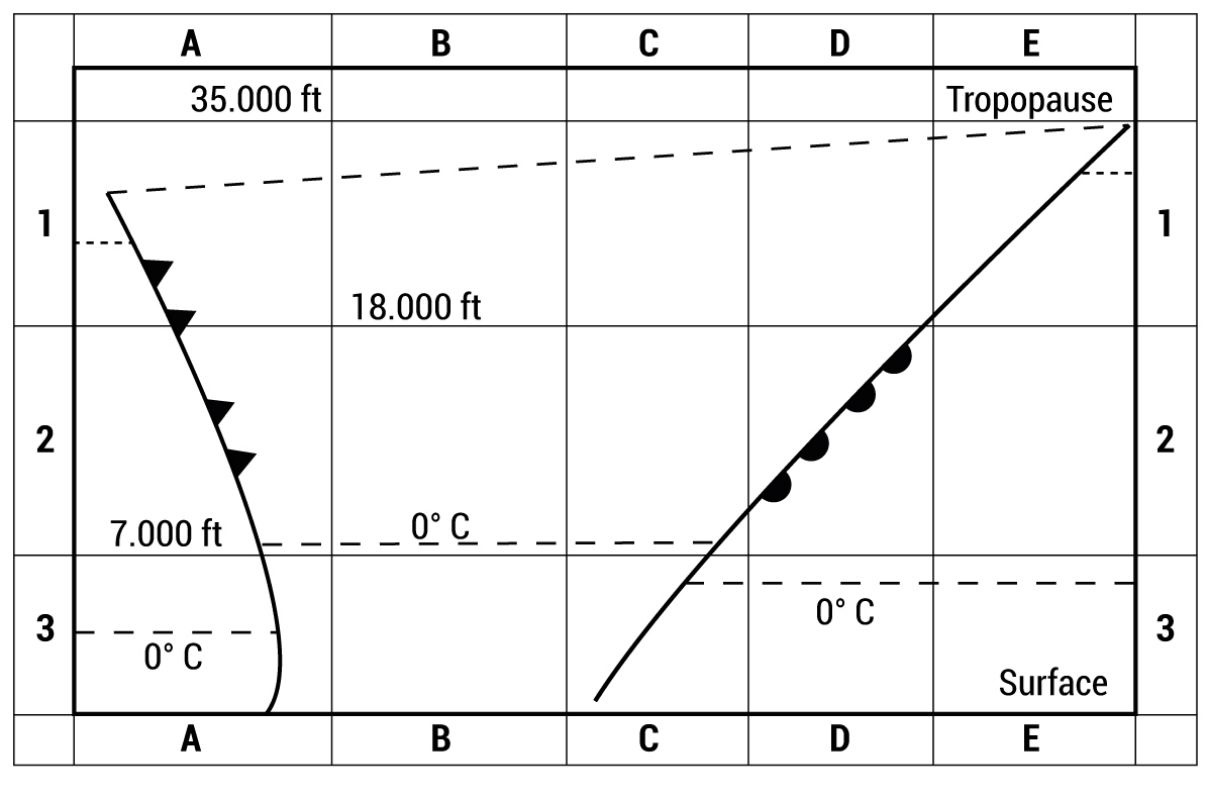 A B C D E
35.000 ft Tropopause
1 1
18.000 ft
2 2
7.000 ft 0° C
0° C
3 3
0° C
Surface
A B C D E